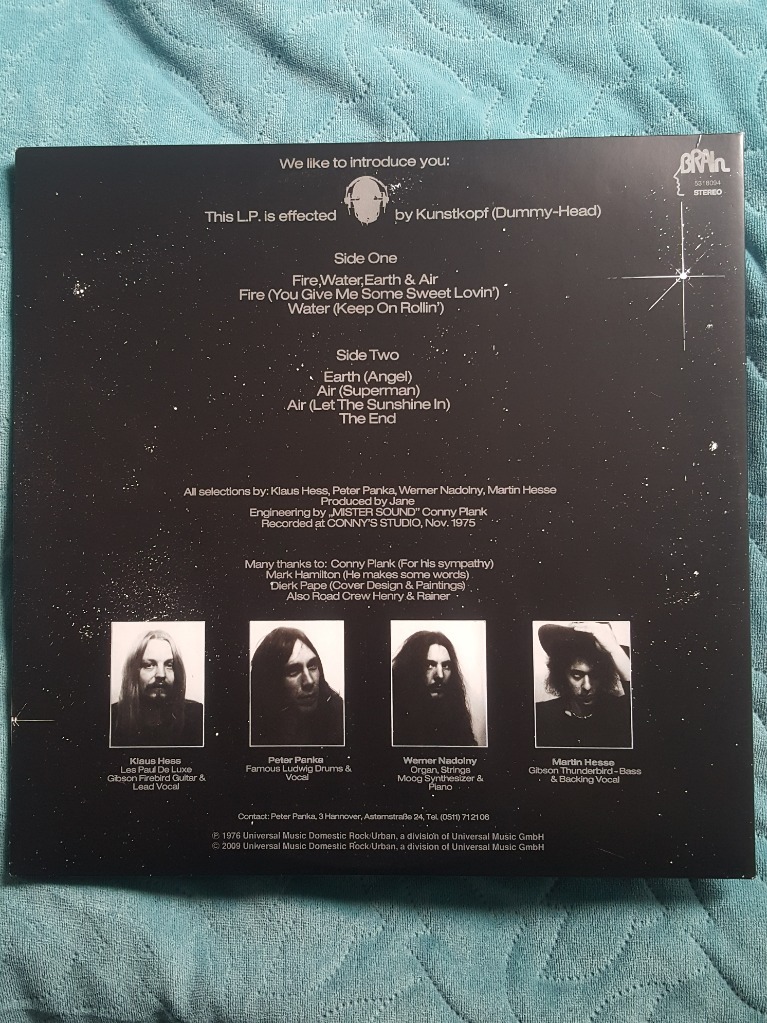 We like to introduce you:
BRAIn
531 8094
STEREO
This L.P. is effected by Kunstkopf (Dummy-Head)
Side One
Fire,Water,Earth & Air
Fire (You Give Me Some Sweet Lovin')
Water (Keep On Rollin')
Side Two
Earth (Angel)
Air (Superman)
Air (Let The Sunshine In)
The End
All selections by: Klaus Hess, Peter Panka, Werner Nadolny, Martin Hesse
Produced by Jane
Engineering by „MISTER SOUND" Conny Plank
Recorded at CONNY'S STUDIO, Nov. 1975
Many thanks to: Conny Plank (For his sympathy)
Mark Hamilton (He makes some words)
Dierk Pape (Cover Design & Paintings)
Also Road Crew Henry & Rainer
Klaus Hess
Les Paul De Luxe
Gibson Firebird Guitar &
Lead Vocal
Peter Panka
Famous Ludwig Drums &
Vocal
Werner Nadolny
Organ, Strings
Moog Synthesizer &
Piano
Martin Hesse
Gibson Thunderbird-Bass
& Backing Vocal
Contact: Peter Panka, 3 Hannover, Asternstraße 24, Tel. (0511) 712108
℗ 1976 Universal Music Domestic Rock/Urban, a division of Universal Music GmbH
© 2009 Universal Music Domestic Rock/Urban, a division of Universal Music GmbH